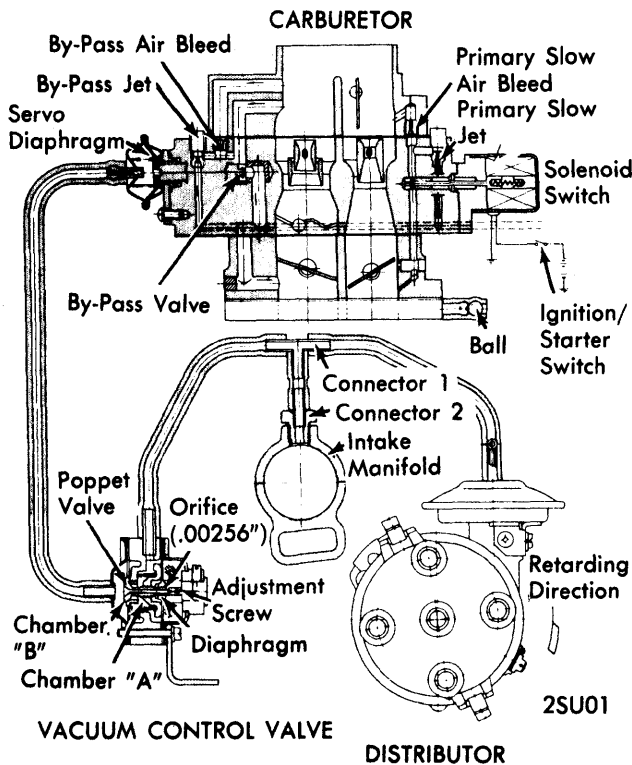 CARBURETOR
By-Pass Air Bleed
By-Pass Jet
Servo
Diaphragm
Primary Slow
Air Bleed
Primary Slow
Jet
Solenoid
Switch
By-Pass Valve
Ignition/
Starter
Switch
Ball
Connector 1
Connector 2
Intake
Manifold
Poppet
Valve
Orifice
(.00256")
Adjustment
Screw
Diaphragm
Chamber
"B"
Chamber "A"
Retarding
Direction
2SU01
VACUUM CONTROL VALVE
DISTRIBUTOR